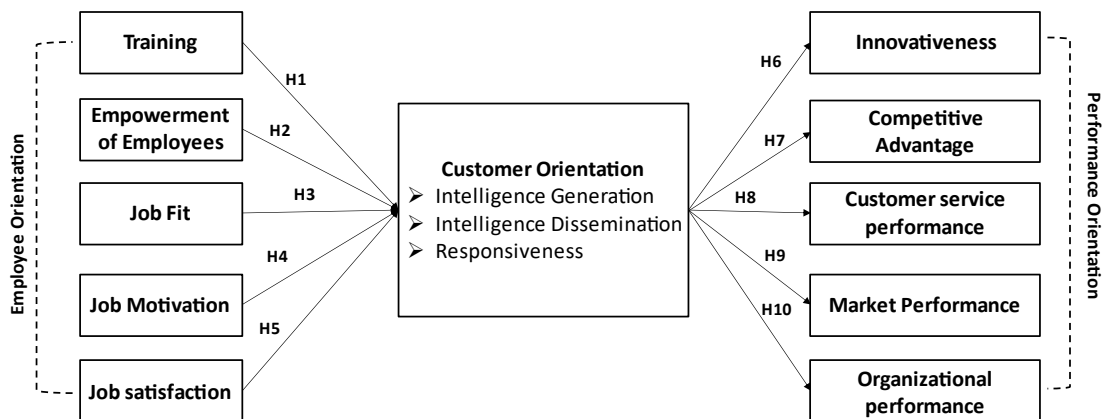 Employee Orientation
Training
Empowerment
of Employees
Job Fit
Job Motivation
Job satisfaction
H1
H2
H3
H4
H5
Customer Orientation
➢ Intelligence Generation
➢ Intelligence Dissemination
➢ Responsiveness
H6
H7
H8
H9
H10
Innovativeness
Competitive
Advantage
Customer service
performance
Market Performance
Organizational
performance
Performance Orientation